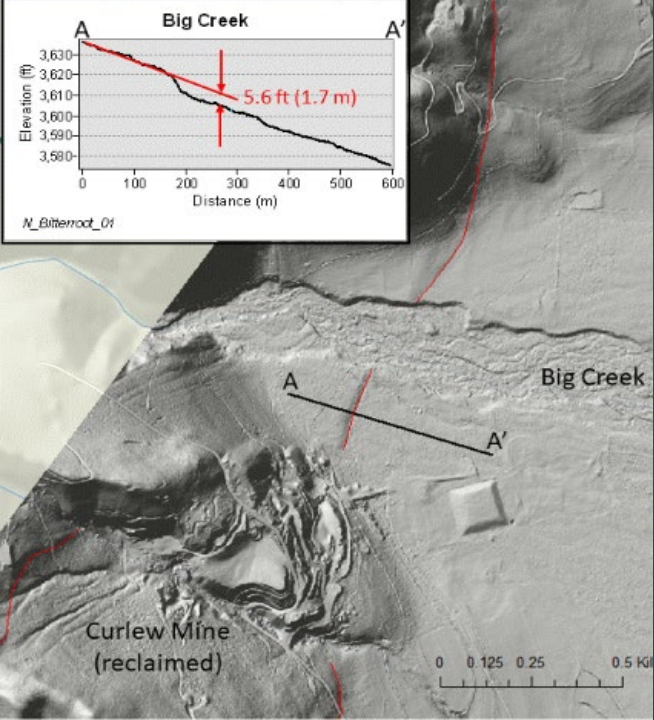 A
Big Creek
A'
Elevation (ft)
3,630
3,620
3,610
3,600
3,590
3,580
5.6 ft (1.7 m)
0 100 200 300 400 500 600
Distance (m)
N_Bitterroot_01
Big Creek
A
A'
Curlew Mine
(reclaimed)
0 0.125 0.25 0.5 Kil